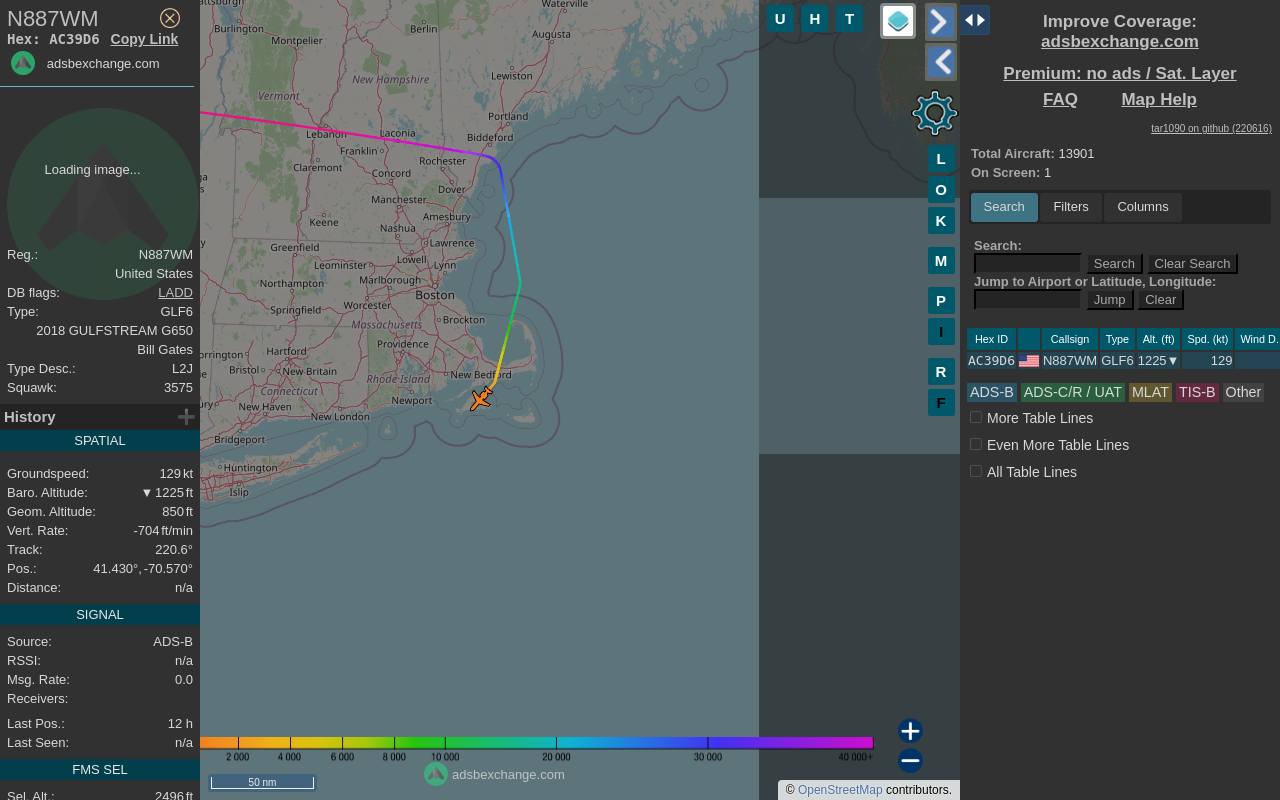 N887WM
Hex: AC39D6 Copy Link
adsbexchange.com
Loading image...
Reg.: N887WM
United States
DB flags: LADD
Type: GLF6
2018 GULFSTREAM G650
Bill Gates
Type Desc.: L2J
Squawk: 3575
History
SPATIAL
Groundspeed: 129 kt
Baro. Altitude: ▼ 1225 ft
Geom. Altitude: 850 ft
Vert. Rate: -704 ft/min
Track: 220.6°
Pos.: 41.430°, -70.570°
Distance: n/a
SIGNAL
Source: ADS-B
RSSI: n/a
Msg. Rate: 0.0
Receivers:
Last Pos.: 12 h
Last Seen: n/a
FMS SEL
Sel. Alt.: 2496 ft
Waterville
Burlington
Berlin
Montpelier
Augusta
Lewiston
New Hampshire
Vermont
Portland
Lebanon
Laconia
Biddeford
Franklin
Rochester
Claremont
Concord
Dover
Manchester
Amesbury
Keene
Nashua
Lawrence
Greenfield
Lowell
Leominster
Lynn
Northampton
Marlborough
Boston
Worcester
Springfield
Brockton
Massachusetts
Providence
Torrington
Hartford
Bristol
New Britain
Rhode Island
New Bedford
Connecticut
Newport
New Haven
New London
Bridgeport
Huntington
Islip
U H T
L
O
K
M
P
I
R
F
2 000 4 000 6 000 8 000 10 000 20 000 30 000 40 000+
50 nm
adsbexchange.com
© OpenStreetMap contributors.
Improve Coverage:
adsbexchange.com
Premium: no ads / Sat. Layer
FAQ Map Help
tar1090 on github (220616)
Total Aircraft: 13901
On Screen: 1
Search Filters Columns
Search:
Search Clear Search
Jump to Airport or Latitude, Longitude:
Jump Clear
Hex ID Callsign Type Alt. (ft) Spd. (kt) Wind D.
AC39D6 N887WM GLF6 1225▼ 129
ADS-B ADS-C/R / UAT MLAT TIS-B Other
More Table Lines
Even More Table Lines
All Table Lines